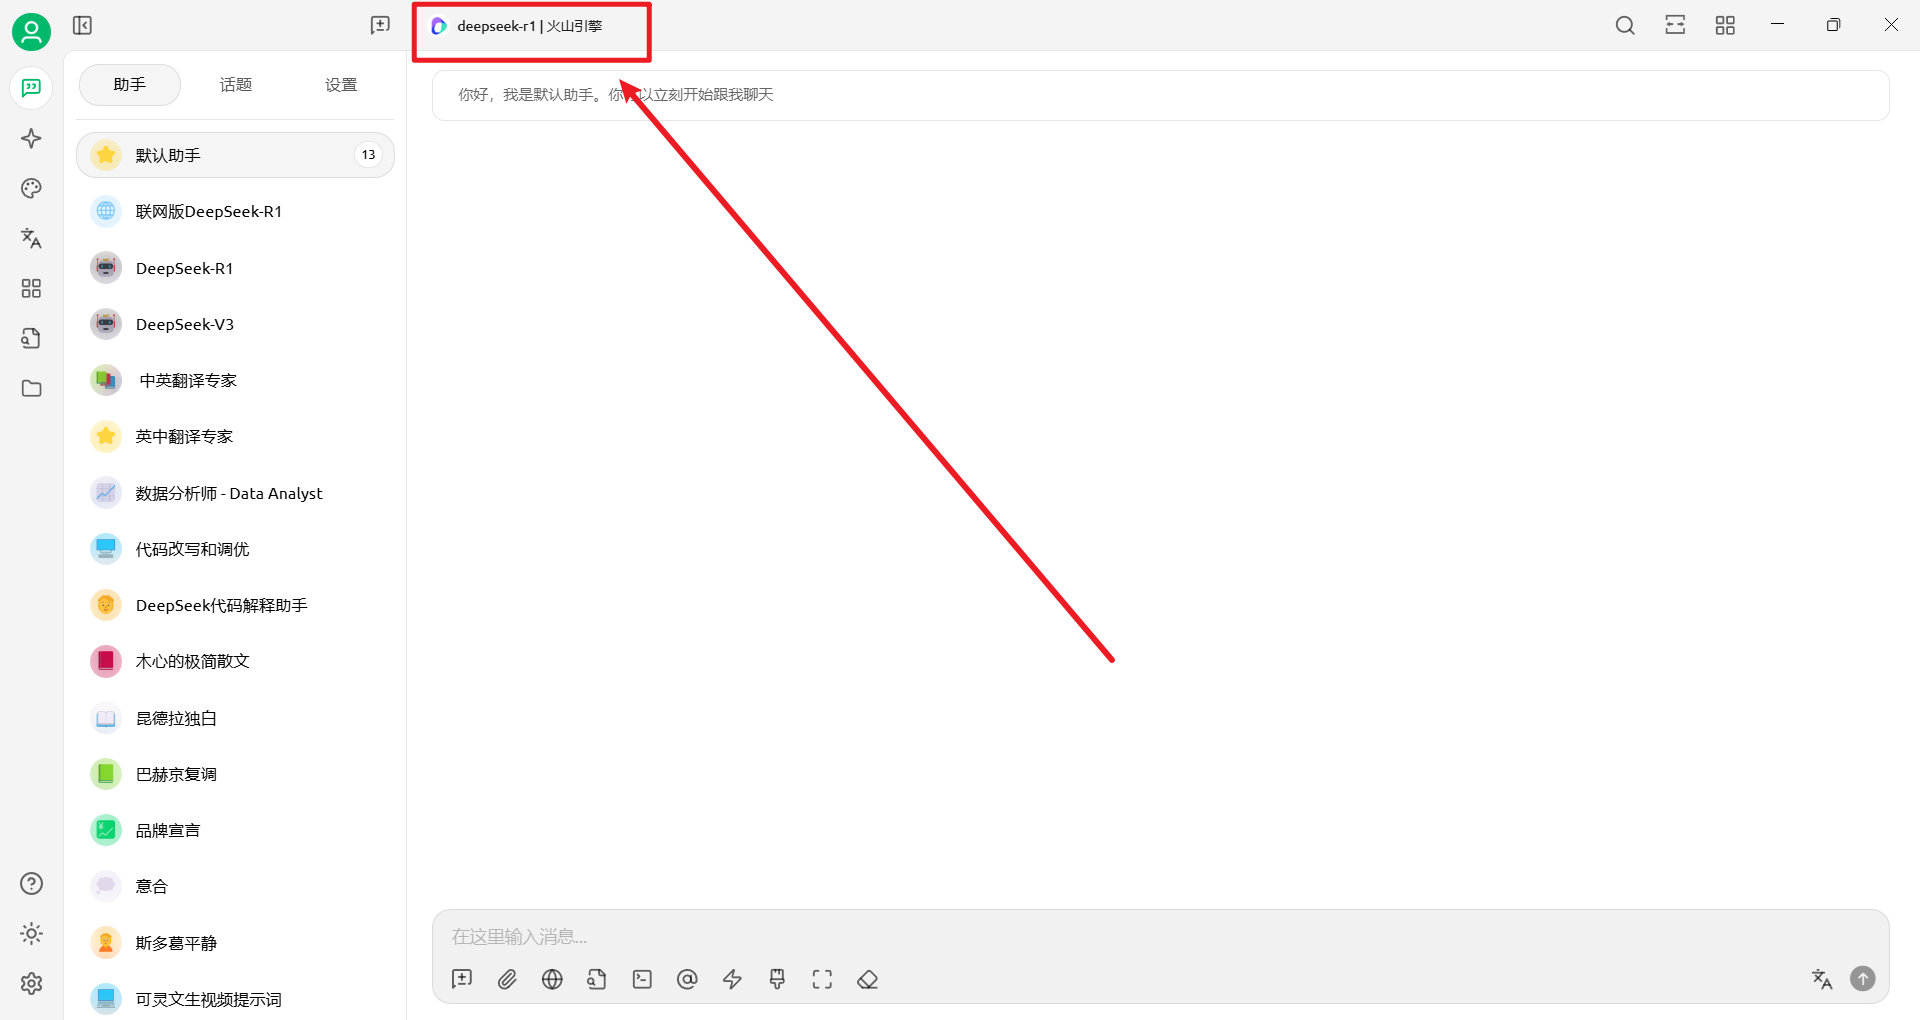 deepseek-r1 | 火山引擎
助手
话题
设置
默认助手
13
联网版DeepSeek-R1
DeepSeek-R1
DeepSeek-V3
中英翻译专家
英中翻译专家
数据分析师 - Data Analyst
代码改写和调优
DeepSeek代码解释助手
木心的极简散文
昆德拉独白
巴赫京复调
品牌宣言
意合
斯多葛平静
可灵文生视频提示词
你好，我是默认助手。你可以立刻开始跟我聊天
在这里输入消息...